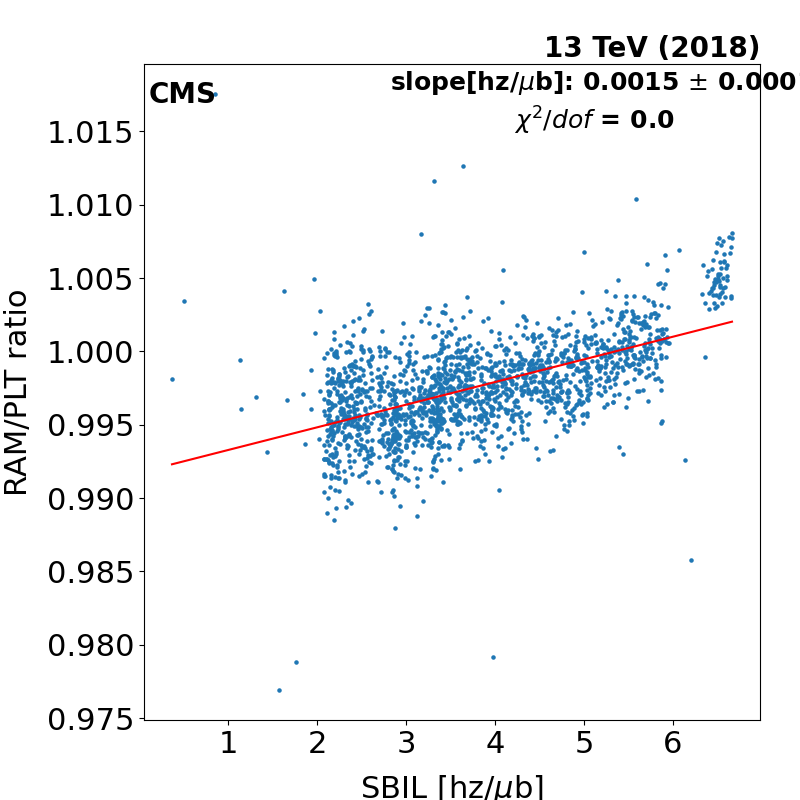 13 TeV (2018)
CMS
slope[hz/μb]: 0.0015 ± 0.000
χ²/dof = 0.0
1.015
1.010
1.005
1.000
0.995
0.990
0.985
0.980
0.975
RAM/PLT ratio
1 2 3 4 5 6
SBIL [hz/μb]